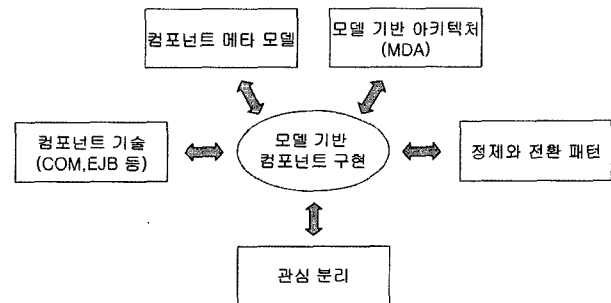 컴포넌트 메타 모델
모델 기반 아키텍처
(MDA)
컴포넌트 기술
(COM,EJB 등)
모델 기반
컴포넌트 구현
정제와 전환 패턴
관심 분리